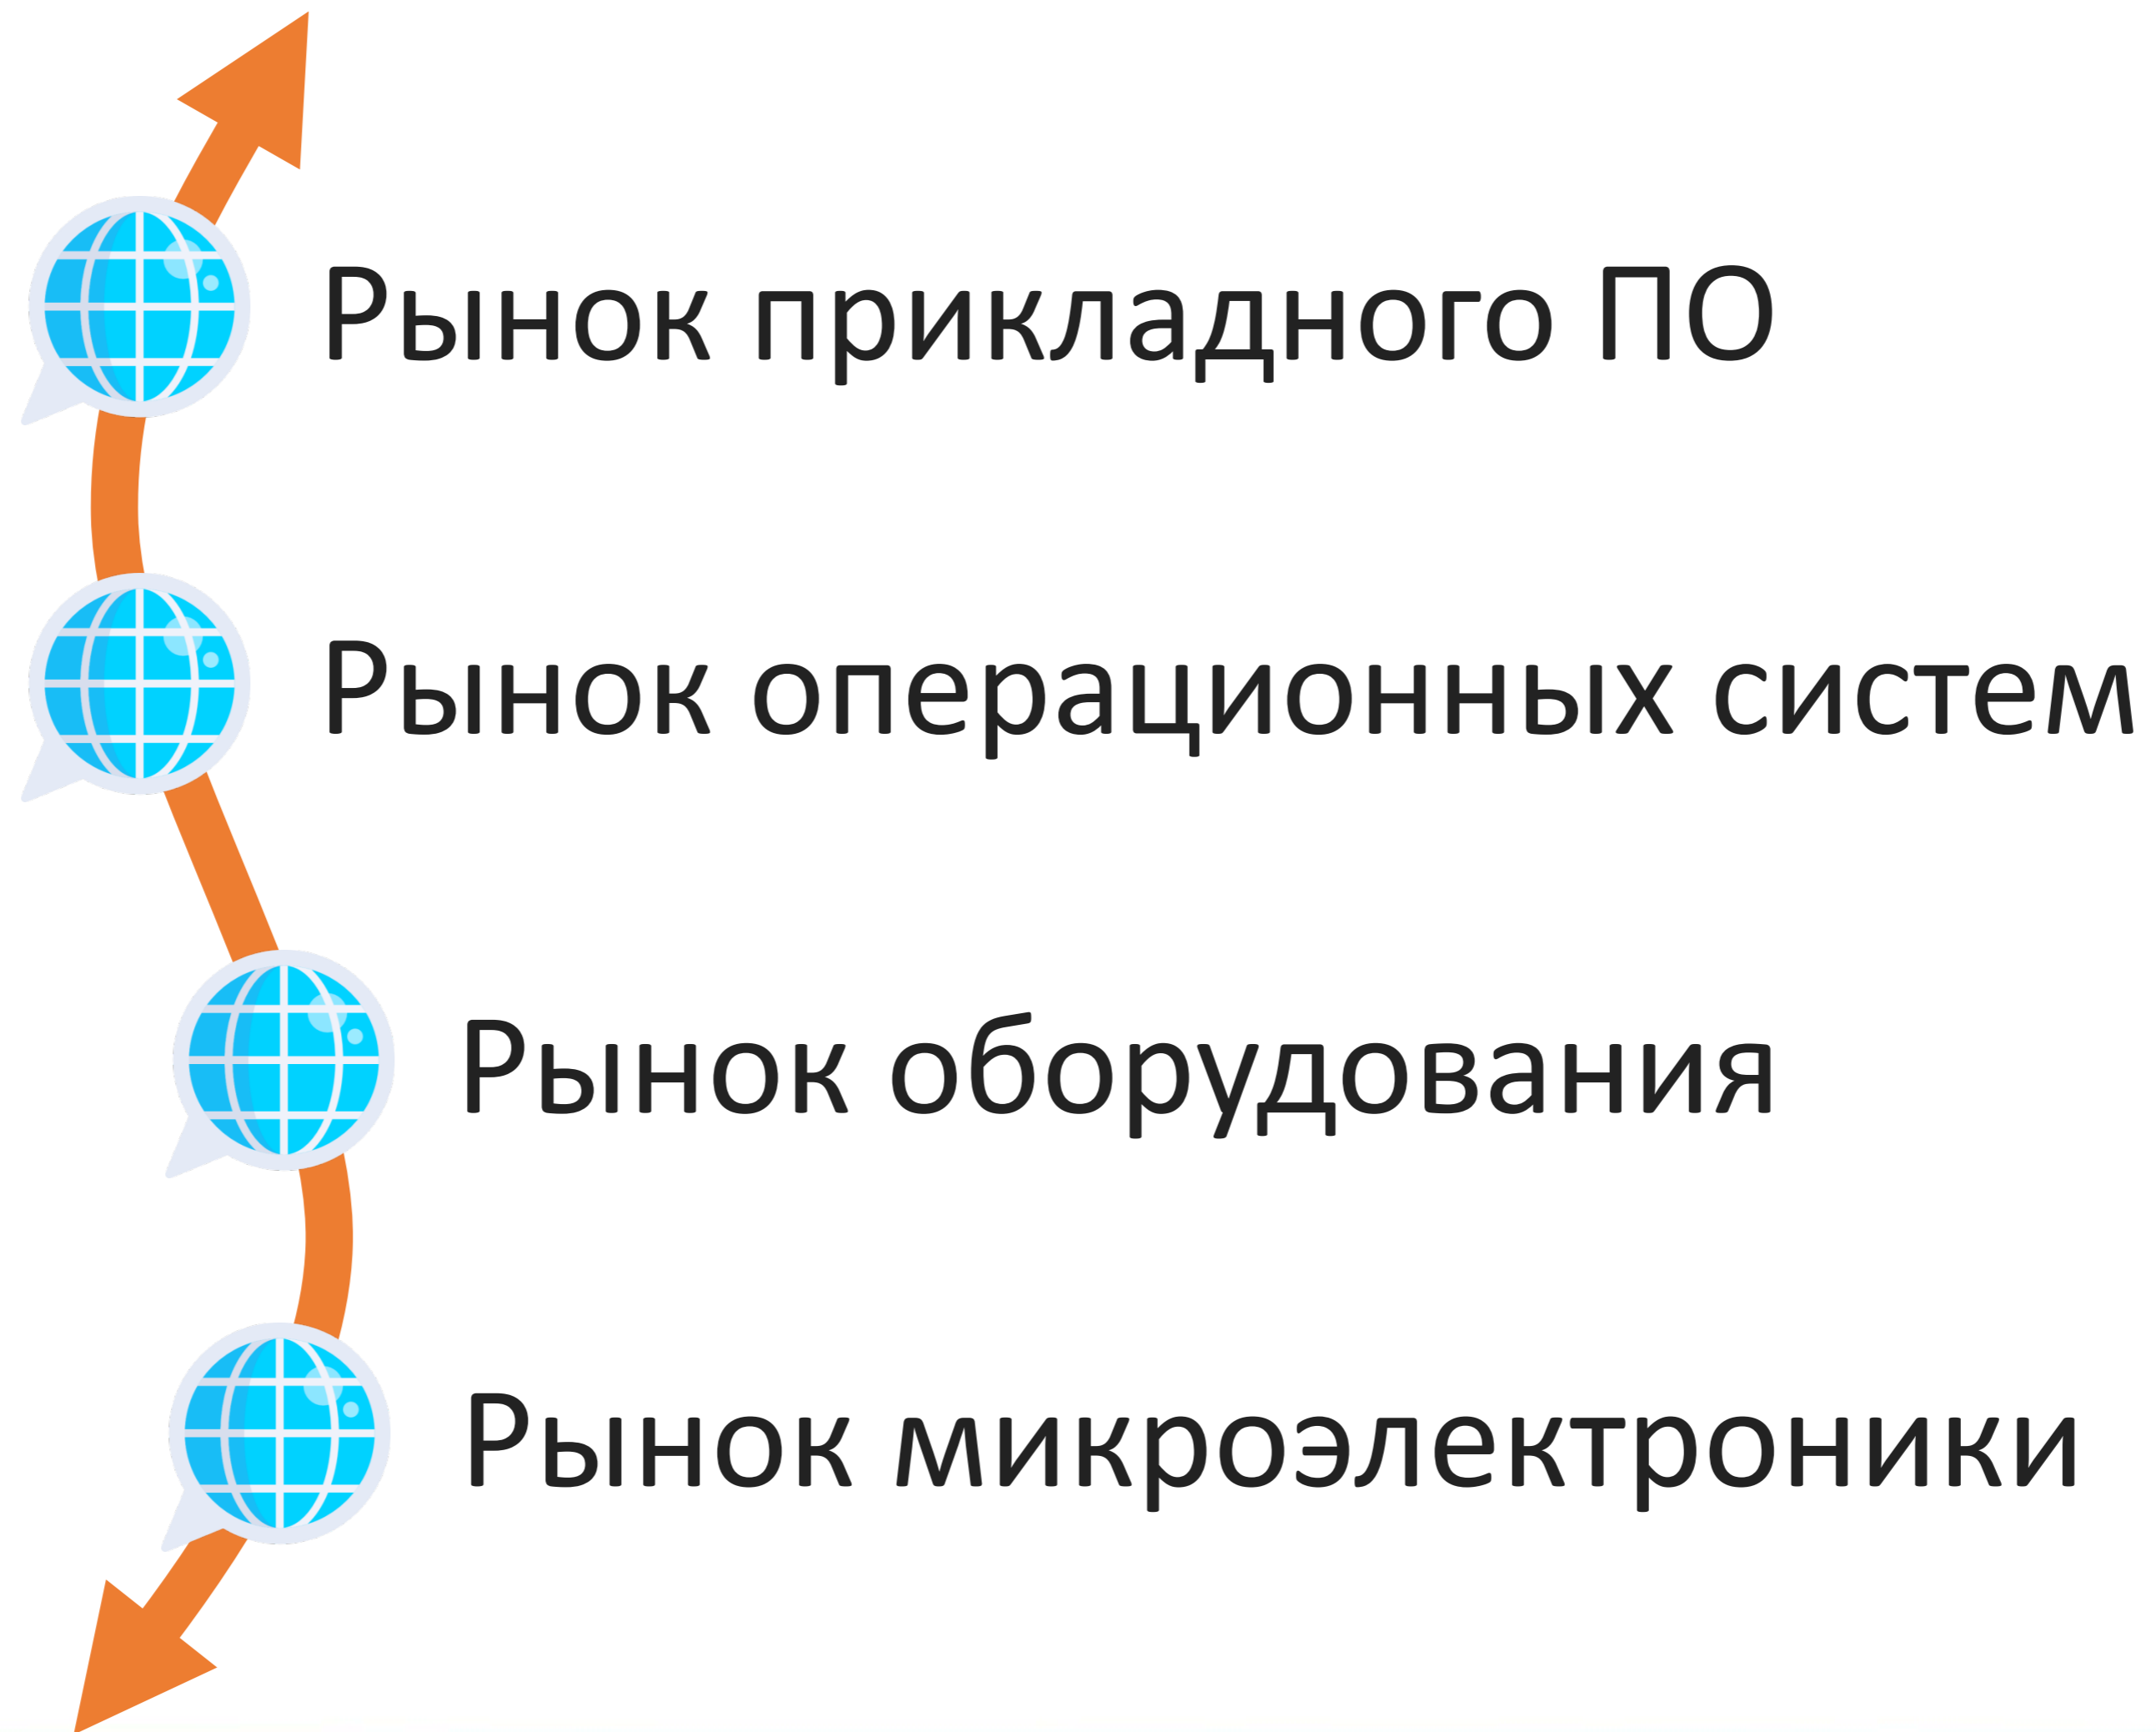 Рынок прикладного ПО
Рынок операционных систем
Рынок оборудования
Рынок микроэлектроники